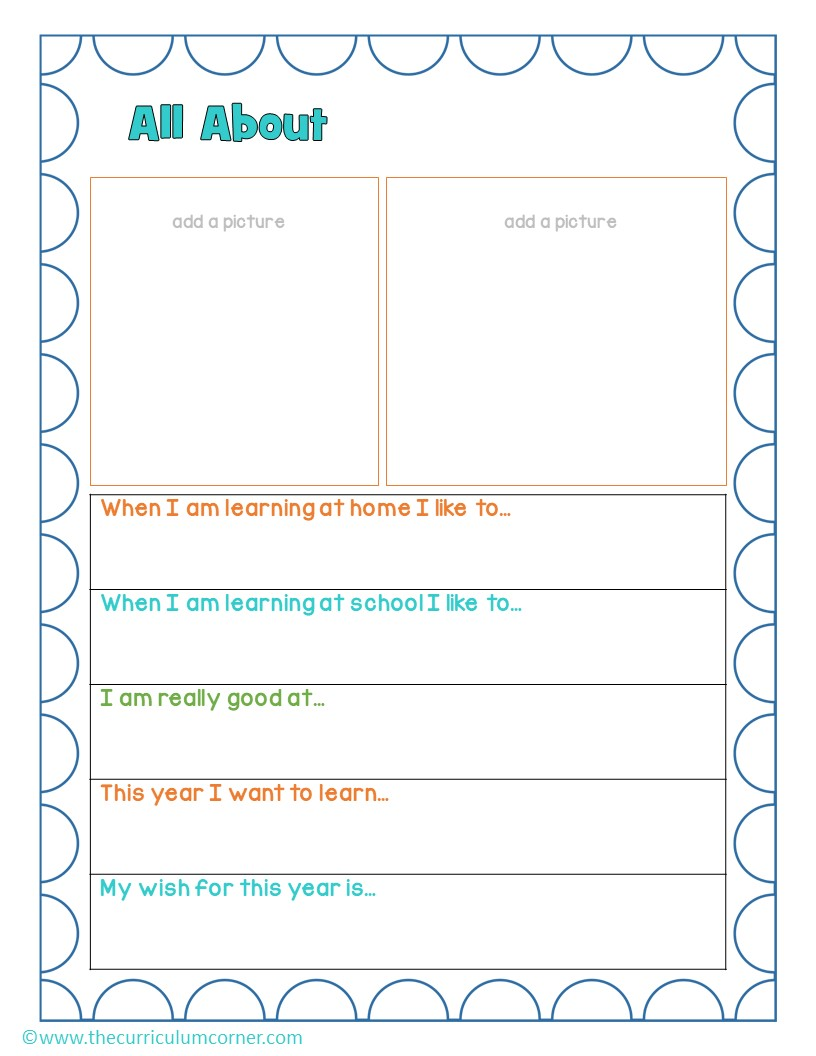 All About
add a picture
add a picture
When I am learning at home I like to…
When I am learning at school I like to…
I am really good at…
This year I want to learn…
My wish for this year is…
©www.thecurriculumcorner.com